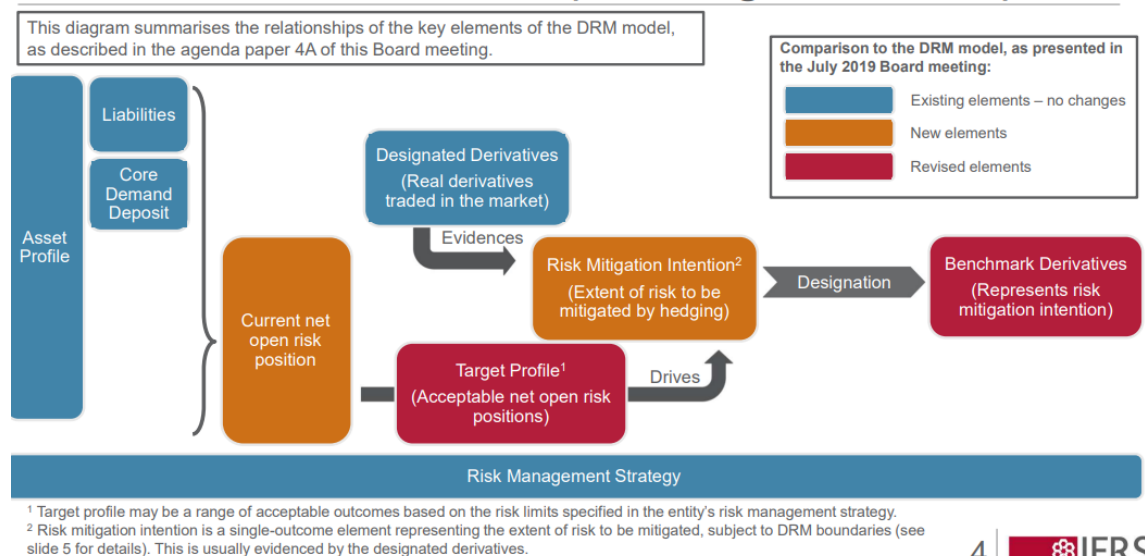 This diagram summarises the relationships of the key elements of the DRM model,
as described in the agenda paper 4A of this Board meeting.
Comparison to the DRM model, as presented in
the July 2019 Board meeting:
Existing elements – no changes
New elements
Revised elements
Asset
Profile
Liabilities
Core
Demand
Deposit
Current net
open risk
position
Designated Derivatives
(Real derivatives
traded in the market)
Evidences
Risk Mitigation Intention²
(Extent of risk to be
mitigated by hedging)
Target Profile¹
(Acceptable net open risk
positions)
Drives
Designation
Benchmark Derivatives
(Represents risk
mitigation intention)
Risk Management Strategy
¹ Target profile may be a range of acceptable outcomes based on the risk limits specified in the entity's risk management strategy.
² Risk mitigation intention is a single-outcome element representing the extent of risk to be mitigated, subject to DRM boundaries (see
slide 5 for details). This is usually evidenced by the designated derivatives.
4
IFRS